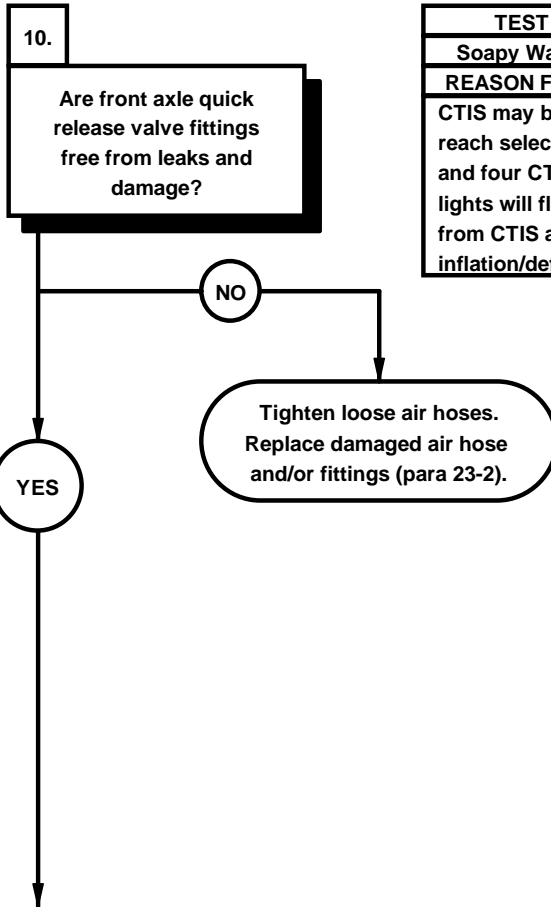 10.
Are front axle quick
release valve fittings
free from leaks and
damage?
NO
Tighten loose air hoses.
Replace damaged air hose
and/or fittings (para 23-2).
YES
TEST
Soapy
REASON
CTIS may
reach
and four
lights will
from CTIS